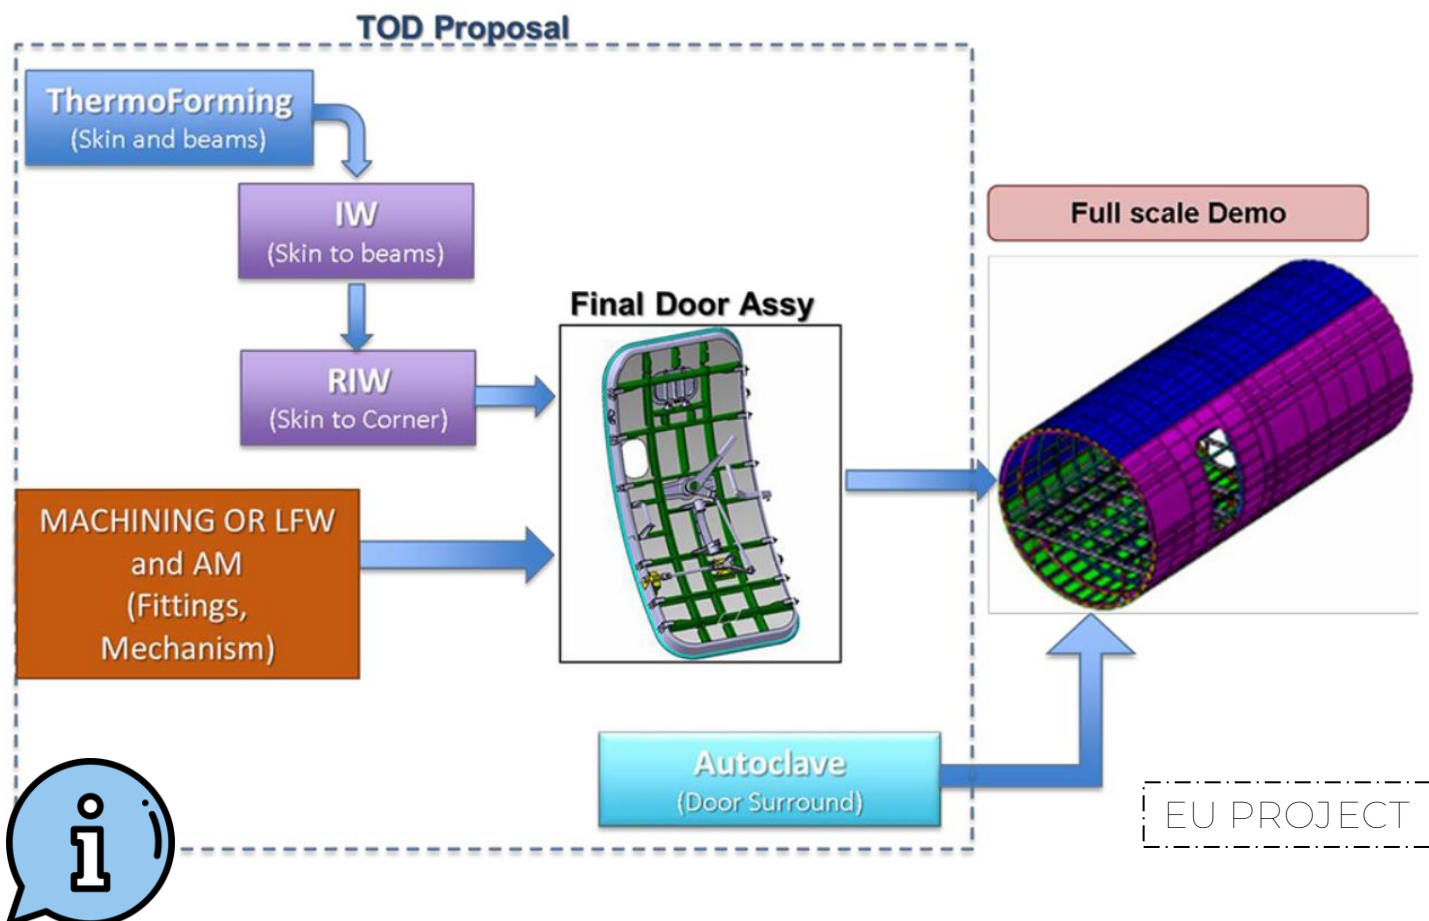 TOD Proposal
ThermoForming
(Skin and beams)
IW
(Skin to beams)
RIW
(Skin to Corner)
MACHINING OR LFW
and AM
(Fittings,
Mechanism)
Final Door Assy
Autoclave
(Door Surround)
Full scale Demo
EU PROJECT
i